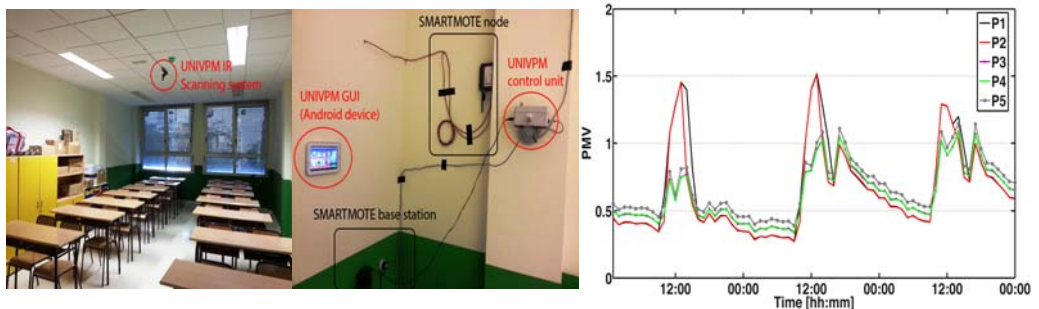 UNIVPM IR
Scanning system
SMARTMOTE node
UNIVPM
control unit
UNIVPM GUI
(Android device)
SMARTMOTE base station
PMV
2
1.5
1
0.5
0
P1
P2
P3
P4
P5
12:00 00:00 12:00 00:00 12:00 00:00
Time [hh:mm]